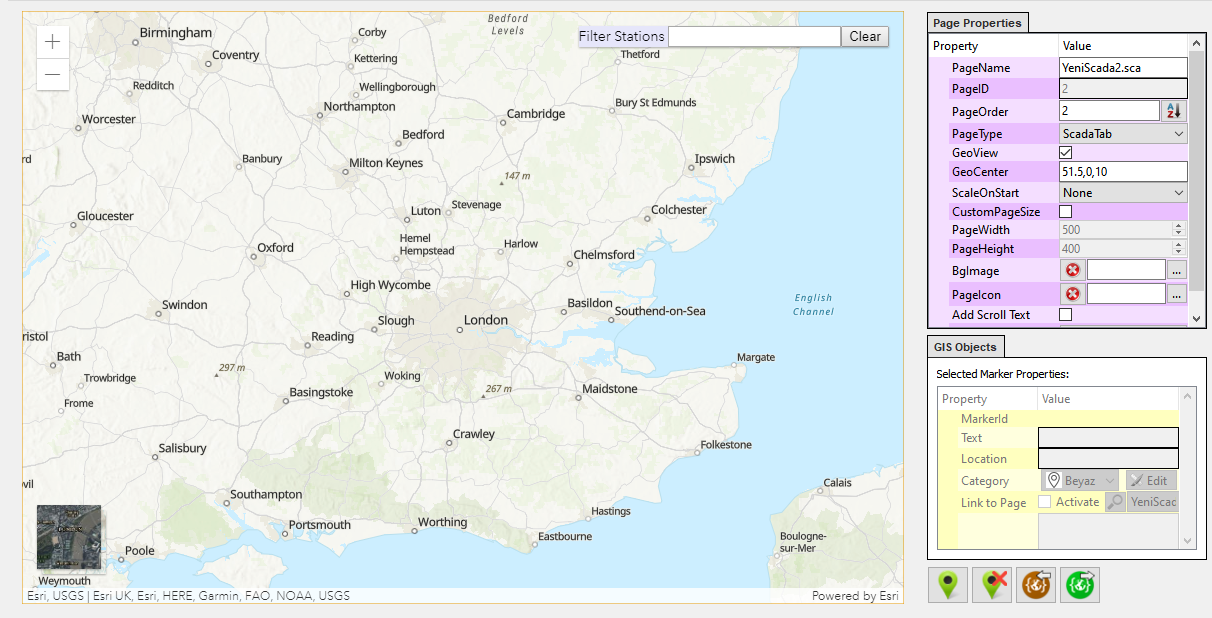 Bedford
Levels
Filter Stations Clear
Birmingham
Corby
Coventry
Kettering
Thetford
Redditch
Wellingborough
Northampton
Bury St Edmunds
Worcester
Cambridge
Bedford
rd
Banbury
Milton Keynes
Ipswich
147 m
Gloucester
Luton
Stevenage
Colchester
Oxford
Hemel
Hempstead
Harlow
Chelmsford
High Wycombe
English
Channel
Swindon
Basildon
Southend-on-Sea
Slough
London
ristol
Reading
Bath
Margate
Trowbridge
297 m
Woking
267 m
Maidstone
Frome
Basingstoke
Crawley
Folkestone
Salisbury
vil
Calais
Southampton
Hastings
Portsmouth
Worthing
Eastbourne
Boulogne-
sur-Mer
Poole
Weymouth
Esri, USGS | Esri UK, Esri, HERE, Garmin, FAO, NOAA, USGS
Powered by Esri
Page Properties
Property Value
PageName YeniScada2.sca
PageID 2
PageOrder 2
PageType ScadaTab
GeoView
GeoCenter 51.5,0,10
ScaleOnStart None
CustomPageSize
PageWidth 500
PageHeight 400
BgImage ...
PageIcon ...
Add Scroll Text
GIS Objects
Selected Marker Properties:
Property Value
MarkerId
Text
Location
Category Beyaz Edit
Link to Page Activate YeniScac